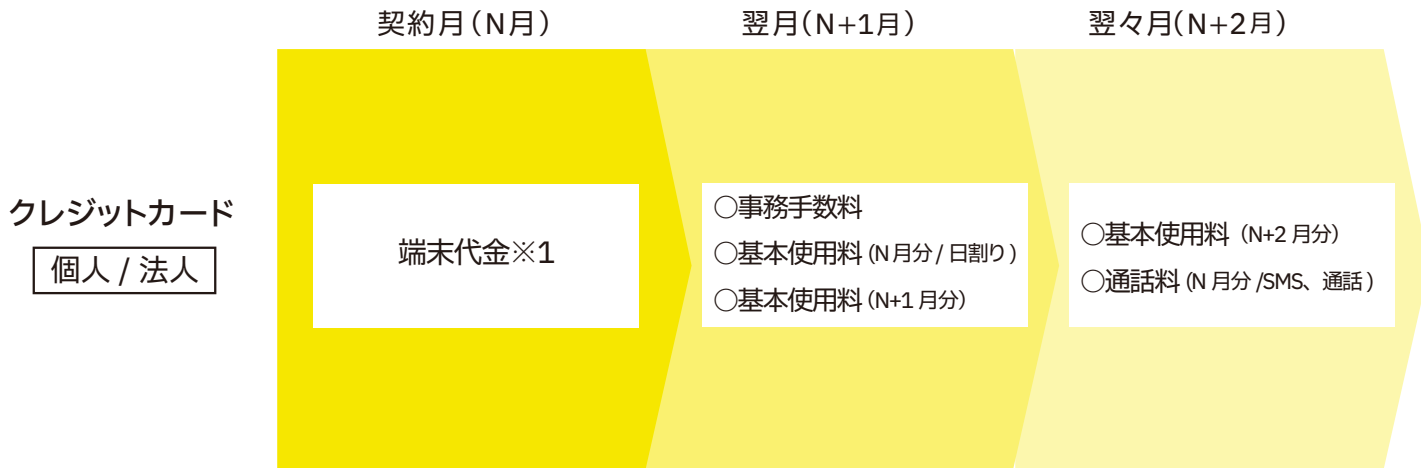 契約月(N月)
翌月(N+1月)
翌々月(N+2月)
クレジットカード
個人 / 法人
端末代金※1
○事務手数料
○基本使用料 (N月分 / 日割り)
○基本使用料 (N+1 月分)
○基本使用料 (N+2 月分)
○通話料 (N 月分 /SMS、通話)